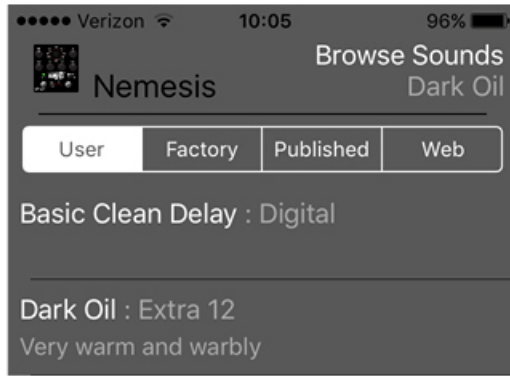 Verizon 10:05 96%
Browse Sounds
Nemesis Dark Oil
User Factory Published Web
Basic Clean Delay : Digital
Dark Oil : Extra 12
Very warm and warbly